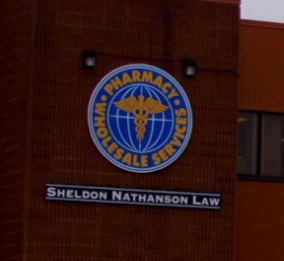 PHARMACY
WHOLESALE SERVICES
SHELDON NATHANSON LAW